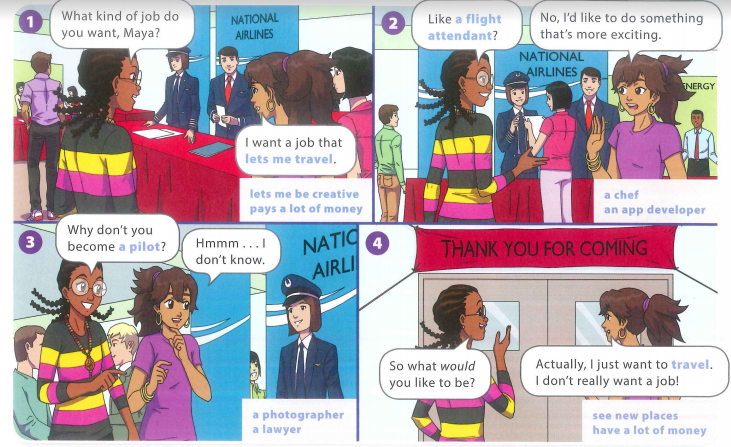 1
What kind of job do
you want, Maya?
NATIONAL
AIRLINES
I want a job that
lets me travel.
lets me be creative
pays a lot of money
2
Like a flight
attendant?
No, I'd like to do something
that's more exciting.
NATIONAL
AIRLINES
NERGY
a chef
an app developer
3
Why don't you
become a pilot?
Hmmm . . . I
don't know.
NATIO
AIRLI
a photographer
a lawyer
4
THANK YOU FOR COMING
So what would
you like to be?
Actually, I just want to travel.
I don't really want a job!
see new places
have a lot of money